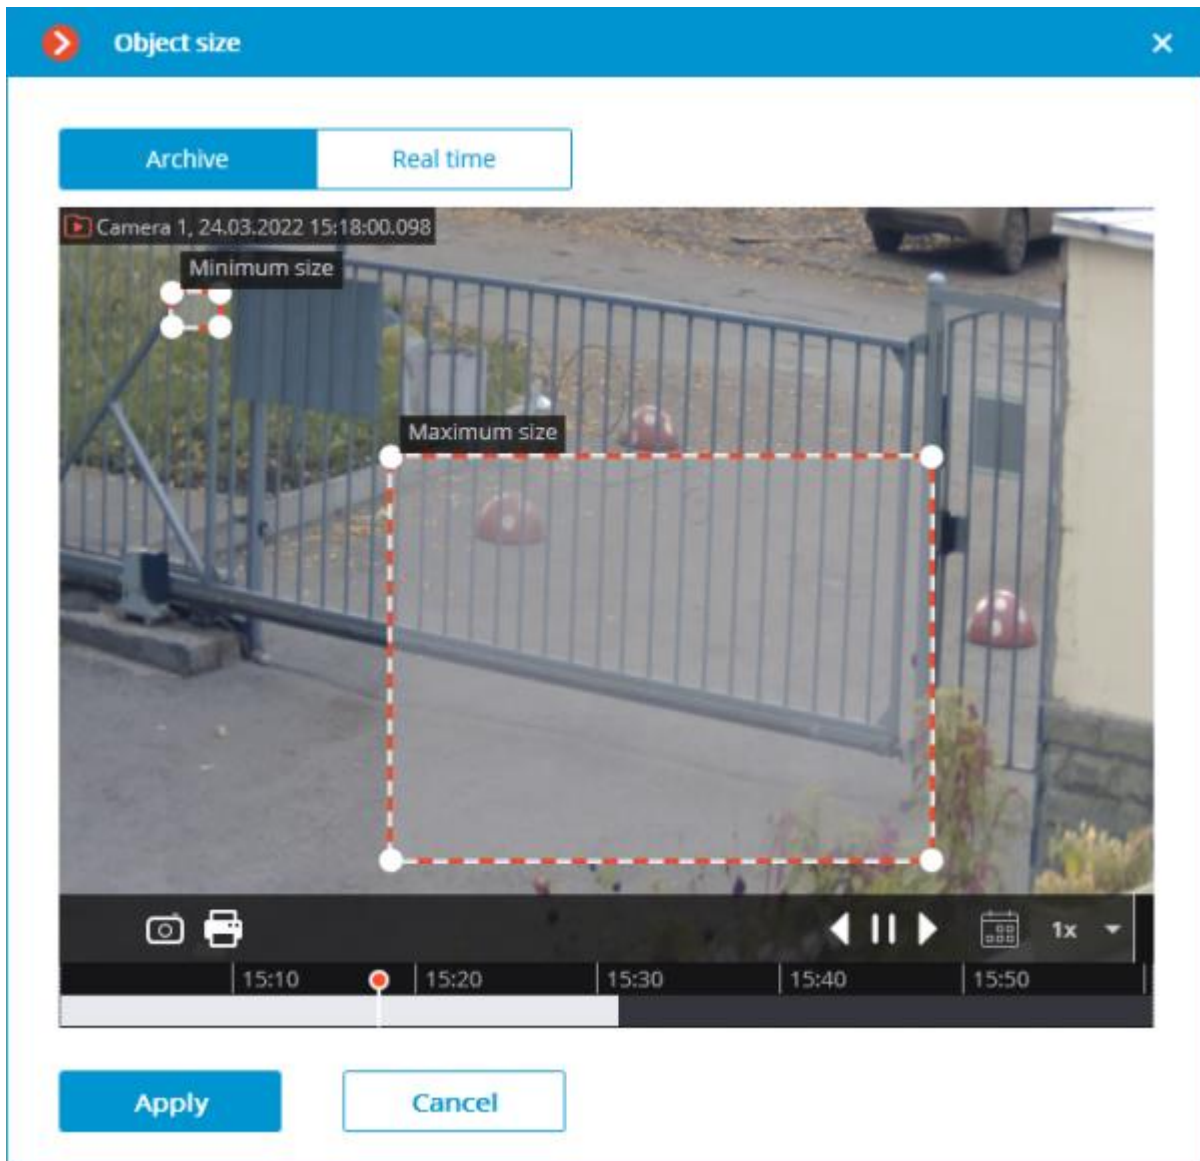 Object size
Archive
Real time
Camera 1, 24.03.2022 15:18:00.098
Minimum size
Maximum size
1x
15:10
15:20
15:30
15:40
15:50
Apply
Cancel